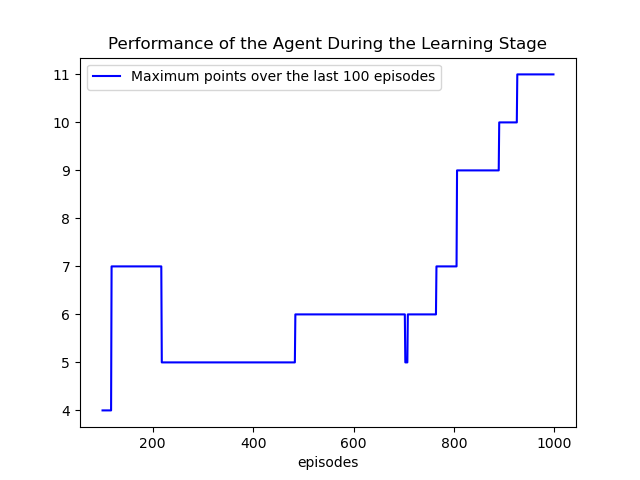 Performance of the Agent During the Learning Stage
Maximum points over the last 100 episodes
11
10
9
8
7
6
5
4
200 400 600 800 1000
episodes